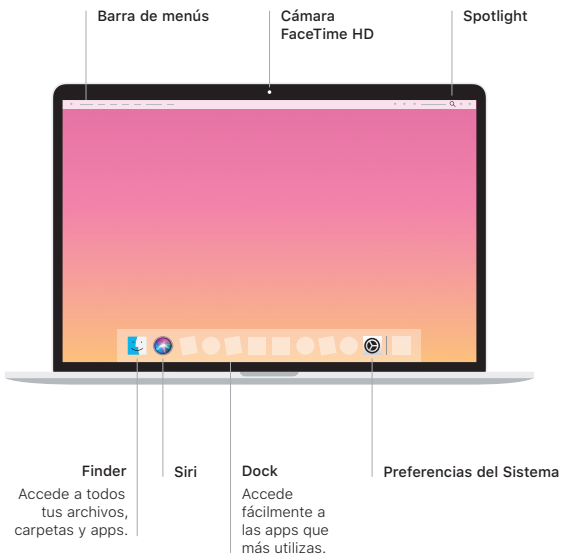 Barra de menús
Cámara
FaceTime HD
Spotlight
Finder
Accede a todos
tus archivos,
carpetas y apps.
Siri
Dock
Accede
fácilmente a
las apps que
más utilizas.
Preferencias del Sistema